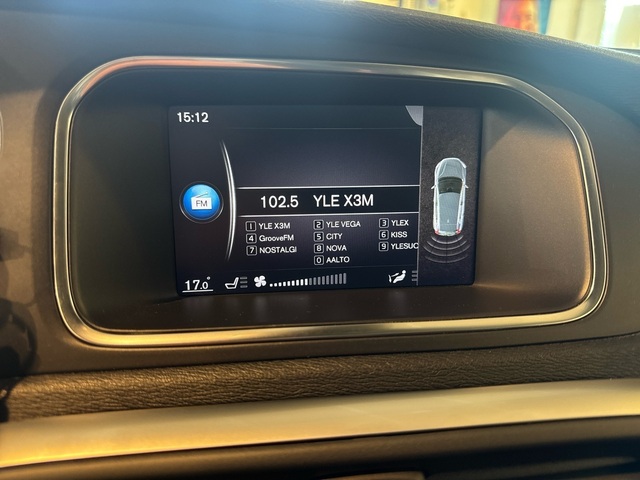 15:12
FM
102.5 YLE X3M
1 YLE X3M 2 YLE VEGA 3 YLEX
4 GrooveFM 5 CITY 6 KISS
7 NOSTALGI 8 NOVA 9 YLESUO
0 AALTO
17.0°